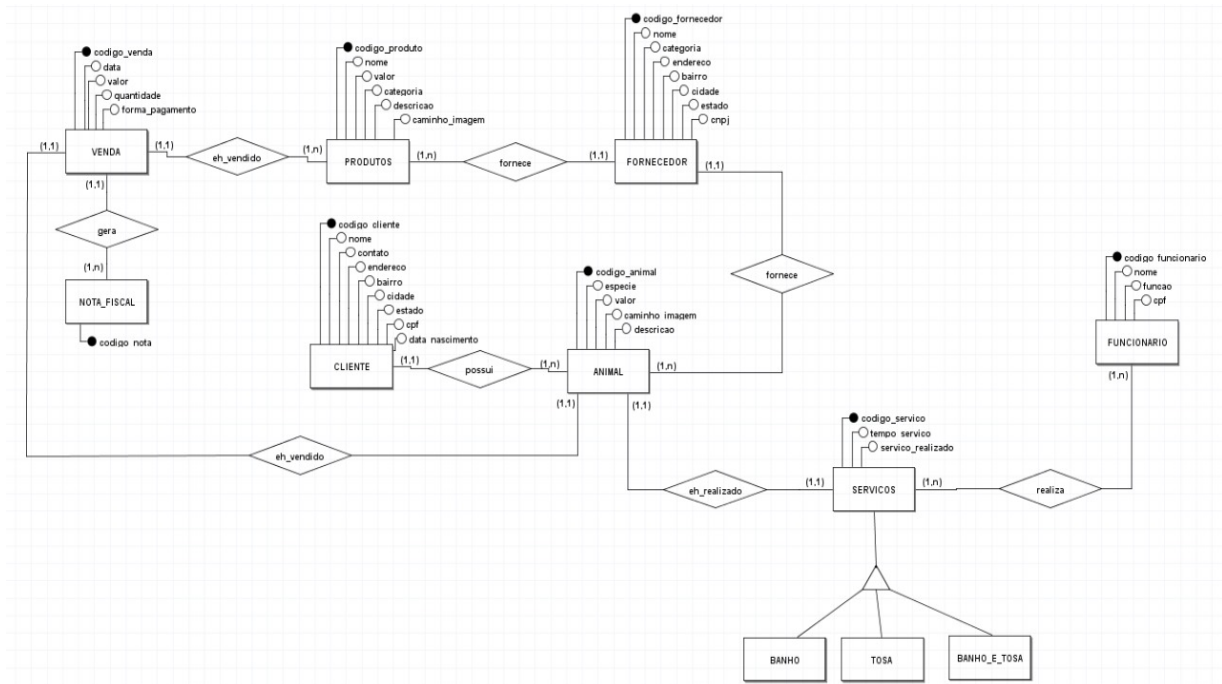 codigo_venda
data
valor
quantidade
forma_pagamento
VENDA
(1,1)
(1,1)
(1,1)
eh_vendido
codigo_produto
nome
valor
categoria
descricao
caminho_imagem
(1,n)
PRODUTOS
(1,n)
fornece
codigo_fornecedor
nome
categoria
endereco
bairro
cidade
estado
cnpj
(1,1)
FORNECEDOR
(1,1)
gera
(1,n)
NOTA_FISCAL
codigo_nota
codigo_cliente
nome
contato
endereco
bairro
cidade
estado
cpf
data_nascimento
CLIENTE
(1,1)
possui
codigo_animal
especie
valor
caminho_imagem
descricao
(1,n)
ANIMAL
(1,n)
(1,1)
(1,1)
fornece
codigo_funcionario
nome
funcao
cpf
FUNCIONARIO
(1,n)
eh_vendido
eh_realizado
codigo_servico
tempo_servico
servico_realizado
(1,1)
SERVICOS
(1,n)
realiza
BANHO
TOSA
BANHO_E_TOSA